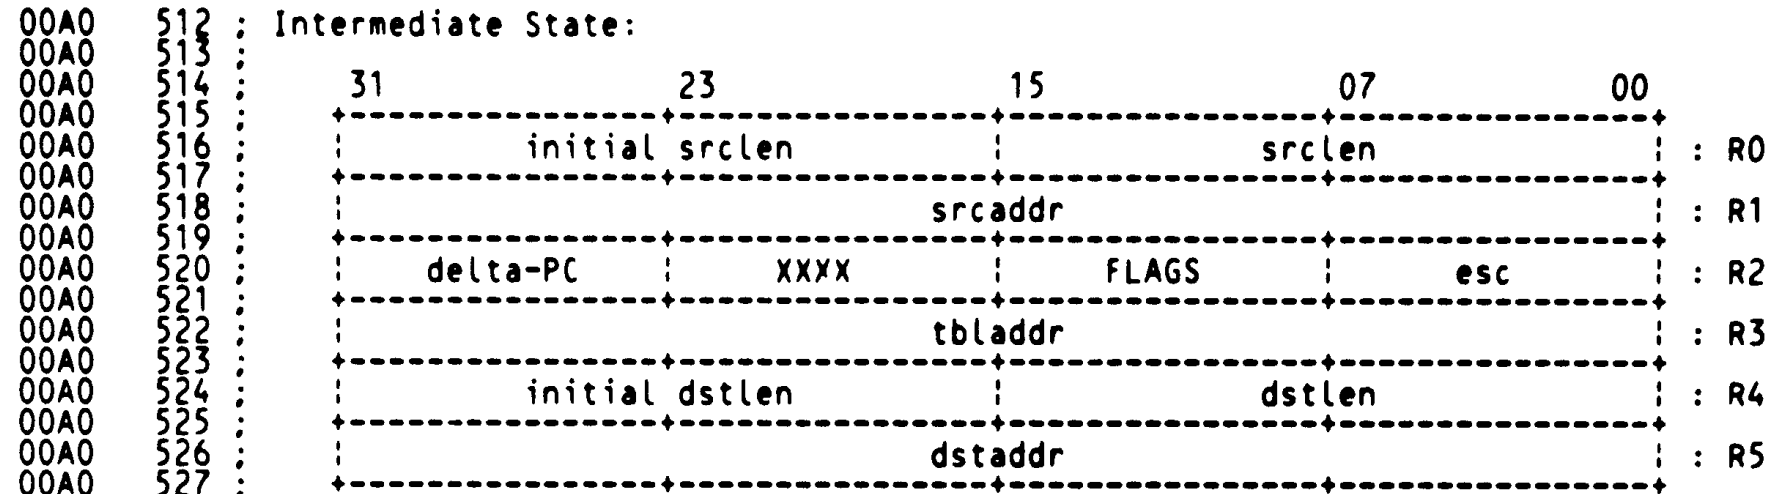 00A0 512 ; Intermediate State:
00A0 513 ;
00A0 514 ; 31 23 15 07 00
00A0 515 ; +---------------+---------------+---------------+---------------+
00A0 516 ; ¦ initial srclen ¦ srclen ¦ : R0
00A0 517 ; +---------------+---------------+---------------+---------------+
00A0 518 ; ¦ srcaddr ¦ : R1
00A0 519 ; +---------------+---------------+---------------+---------------+
00A0 520 ; ¦ delta-PC ¦ XXXX ¦ FLAGS ¦ esc ¦ : R2
00A0 521 ; +---------------+---------------+---------------+---------------+
00A0 522 ; ¦ tbladdr ¦ : R3
00A0 523 ; +---------------+---------------+---------------+---------------+
00A0 524 ; ¦ initial dstlen ¦ dstlen ¦ : R4
00A0 525 ; +---------------+---------------+---------------+---------------+
00A0 526 ; ¦ dstaddr ¦ : R5
00A0 527 ; +---------------+---------------+---------------+---------------+